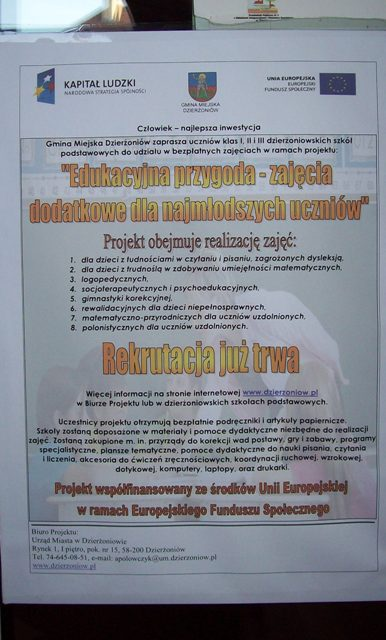 KAPITAŁ LUDZKI
NARODOWA STRATEGIA SPÓJNOŚCI
GMINA MIEJSKA
DZIERŻONIÓW
UNIA EUROPEJSKA
EUROPEJSKI
FUNDUSZ SPOŁECZNY
Człowiek – najlepsza inwestycja
Gmina Miejska Dzierżoniów zaprasza uczniów klas I, II i III dzierżoniowskich szkół
podstawowych do udziału w bezpłatnych zajęciach w ramach projektu:
"Edukacyjna przygoda - zajęcia
dodatkowe dla najmłodszych uczniów"
Projekt obejmuje realizację zajęć:
1. dla dzieci z trudnościami w czytaniu i pisaniu, zagrożonych dysleksją,
2. dla dzieci z trudnością w zdobywaniu umiejętności matematycznych,
3. logopedycznych,
4. socjoterapeutycznych i psychoedukacyjnych,
5. gimnastyki korekcyjnej,
6. rewalidacyjnych dla dzieci niepełnosprawnych,
7. matematyczno-przyrodniczych dla uczniów uzdolnionych,
8. polonistycznych dla uczniów uzdolnionych.
Rekrutacja już trwa
Więcej informacji na stronie internetowej www.dzierzoniow.pl
w Biurze Projektu lub w dzierżoniowskich szkołach podstawowych.
Uczestnicy projektu otrzymują bezpłatnie podręczniki i artykuły papiernicze.
Szkoły zostaną doposażone w materiały i pomoce dydaktyczne niezbędne do realizacji
zajęć. Zostaną zakupione m. in. przyrządy do korekcji wad postawy, gry i zabawy, programy
specjalistyczne, plansze tematyczne, pomoce dydaktyczne do nauki pisania, czytania
i liczenia, akcesoria do ćwiczeń zręcznościowych, koordynacji ruchowej, wzrokowej,
dotykowej, komputery, laptopy, oraz drukarki.
Projekt współfinansowany ze środków Unii Europejskiej
w ramach Europejskiego Funduszu Społecznego
Biuro Projektu:
Urząd Miasta w Dzierżoniowie
Rynek 1, I piętro, pok. nr 15, 58-200 Dzierżoniów
Tel. 74-645-08-51, e-mail: apolowczyk@um.dzierzoniow.pl
www.dzierzoniow.pl